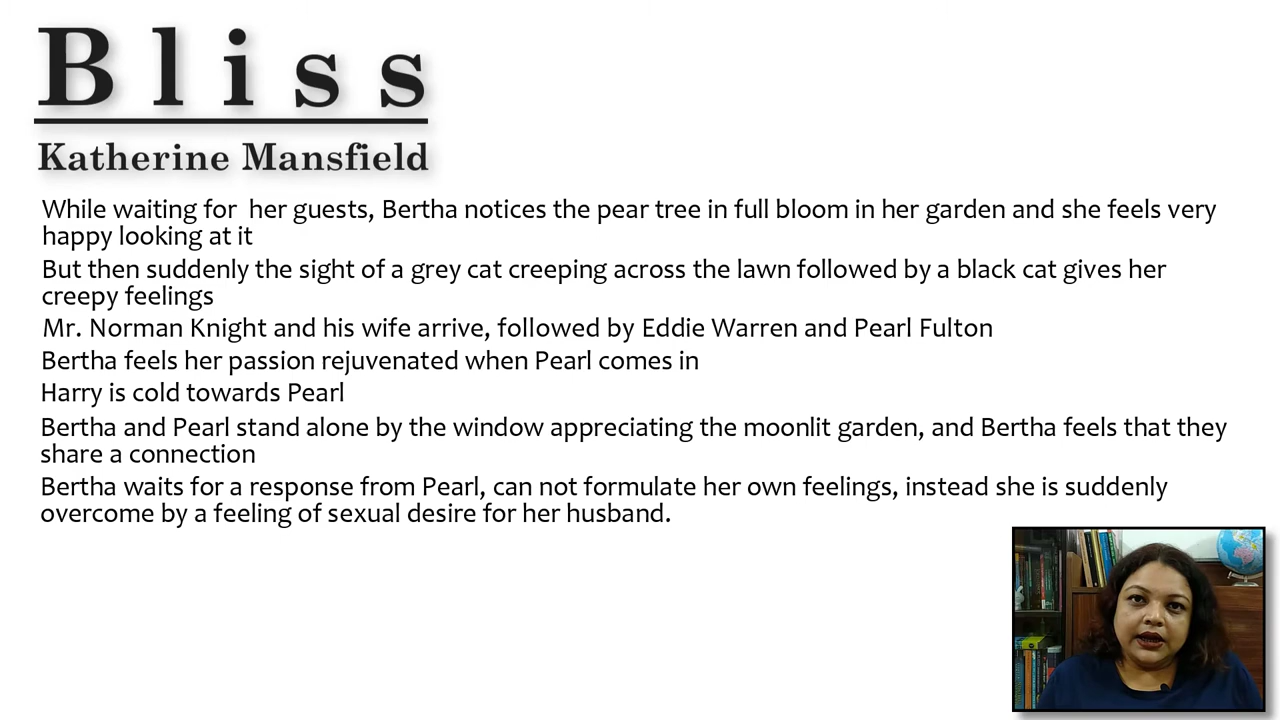 Bliss
Katherine Mansfield
While waiting for her guests, Bertha notices the pear tree in full bloom in her garden and she feels very
happy looking at it
But then suddenly the sight of a grey cat creeping across the lawn followed by a black cat gives her
creepy feelings
Mr. Norman Knight and his wife arrive, followed by Eddie Warren and Pearl Fulton
Bertha feels her passion rejuvenated when Pearl comes in
Harry is cold towards Pearl
Bertha and Pearl stand alone by the window appreciating the moonlit garden, and Bertha feels that they
share a connection
Bertha waits for a response from Pearl, can not formulate her own feelings, instead she is suddenly
overcome by a feeling of sexual desire for her husband.